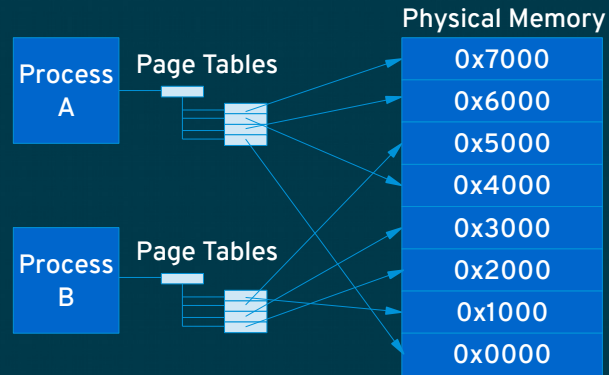 Physical Memory
Process
A
Page Tables
0x7000
0x6000
0x5000
0x4000
Process
B
Page Tables
0x3000
0x2000
0x1000
0x0000